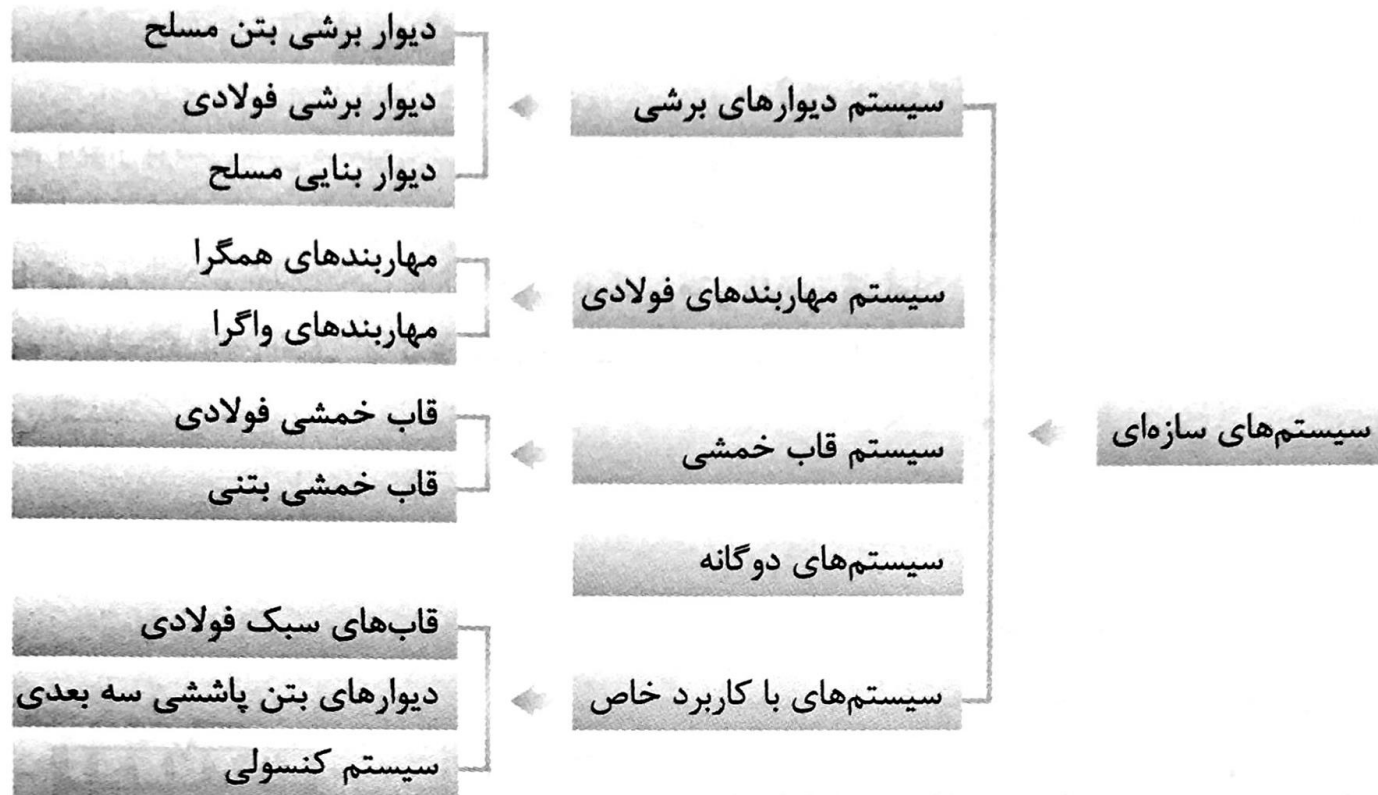 سیستم‌های سازه‌ای
سیستم دیوارهای برشی
دیوار برشی بتن مسلح
دیوار برشی فولادی
دیوار بنایی مسلح
سیستم مهاربندهای فولادی
مهاربندهای همگرا
مهاربندهای واگرا
سیستم قاب خمشی
قاب خمشی فولادی
قاب خمشی بتنی
سیستم‌های دوگانه
سیستم‌های با کاربرد خاص
قاب‌های سبک فولادی
دیوارهای بتن پاششی سه بعدی
سیستم کنسولی